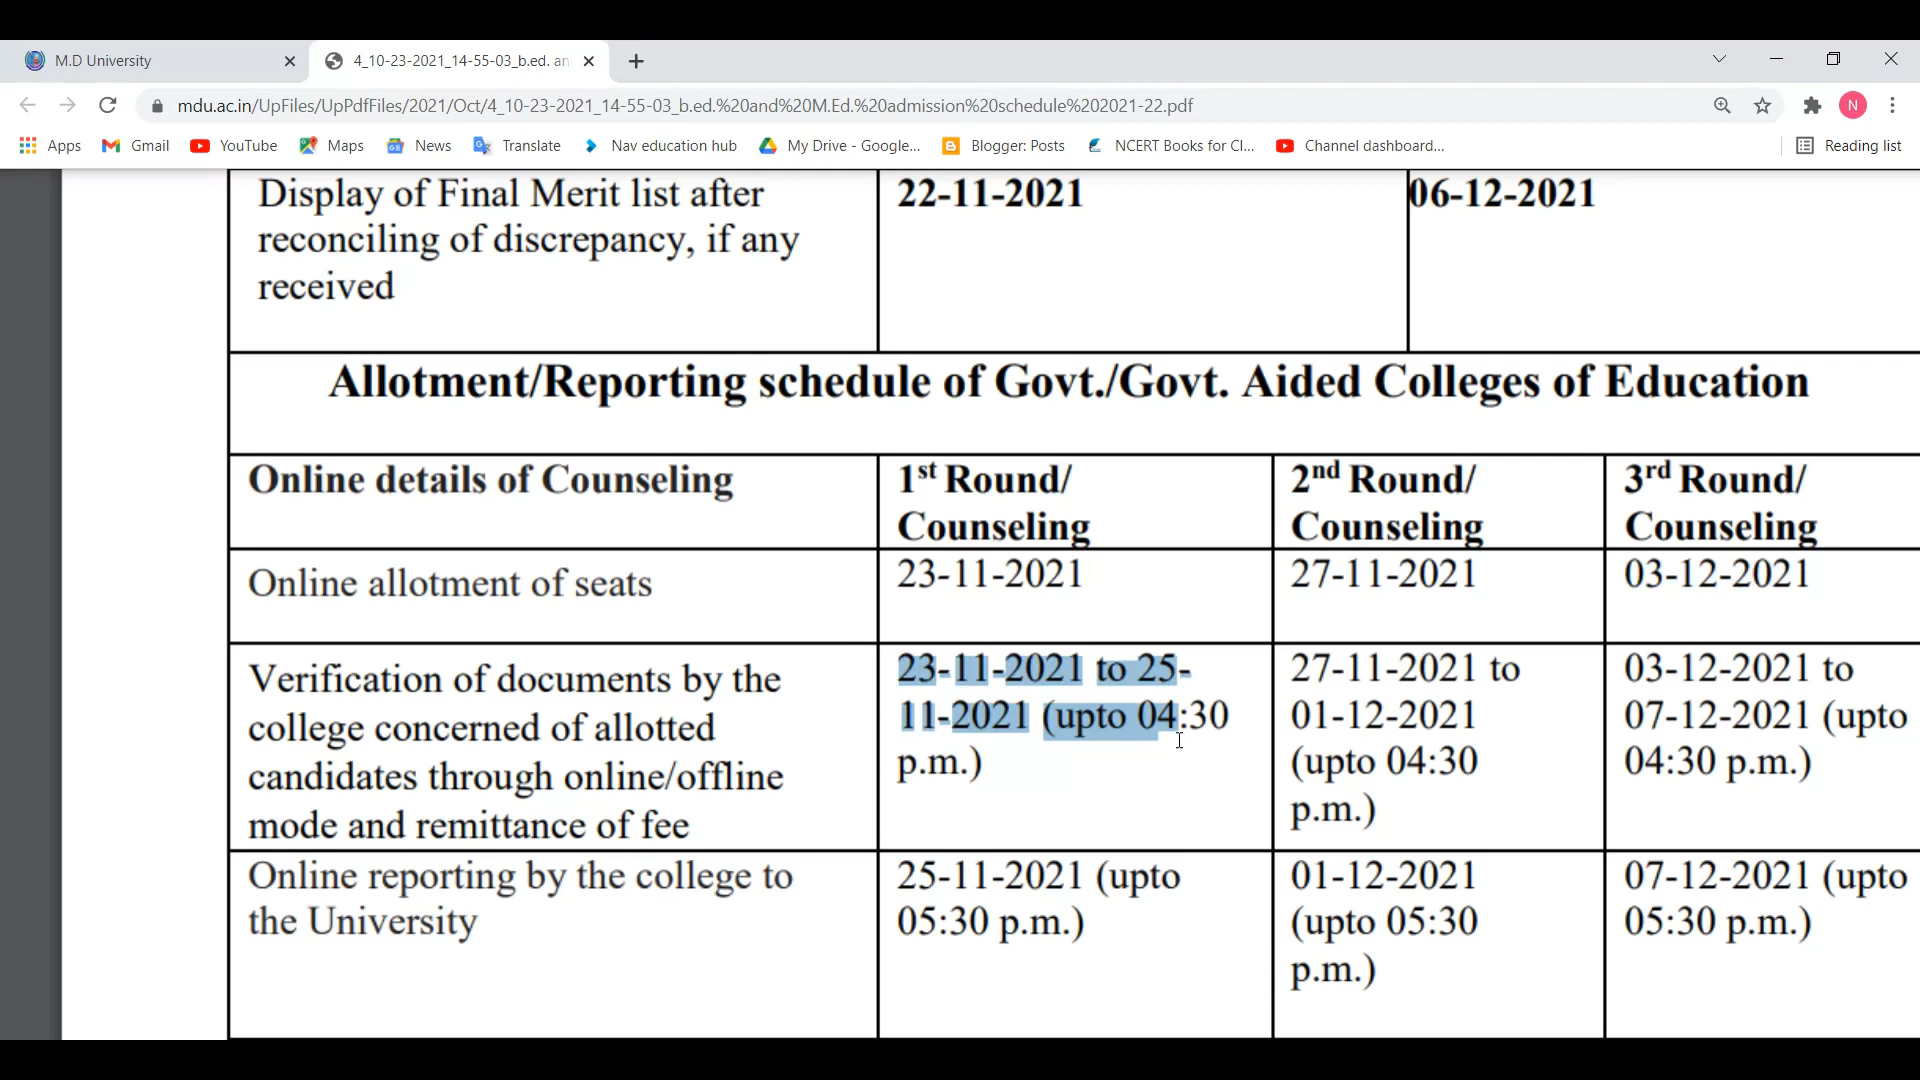 M.D University
4_10-23-2021_14-55-03_b.ed. an
mdu.ac.in/UpFiles/UpPdfFiles/2021/Oct/4_10-23-2021_14-55-03_b.ed.%20and%20M.Ed.%20admission%20schedule%202021-22.pdf
N
Apps Gmail YouTube Maps News Translate Nav education hub My Drive - Google... Blogger: Posts NCERT Books for Cl... Channel dashboard... Reading list
Display of Final Merit list after
reconciling of discrepancy, if any
received
22-11-2021
06-12-2021
Allotment/Reporting schedule of Govt./Govt. Aided Colleges of Education
Online details of Counseling
1st Round/
Counseling
2nd Round/
Counseling
3rd Round/
Counseling
Online allotment of seats
23-11-2021
27-11-2021
03-12-2021
Verification of documents by the
college concerned of allotted
candidates through online/offline
mode and remittance of fee
23-11-2021 to 25-
11-2021 (upto 04:30
p.m.)
27-11-2021 to
01-12-2021
(upto 04:30
p.m.)
03-12-2021 to
07-12-2021 (upto
04:30 p.m.)
Online reporting by the college to
the University
25-11-2021 (upto
05:30 p.m.)
01-12-2021
(upto 05:30
p.m.)
07-12-2021 (upto
05:30 p.m.)